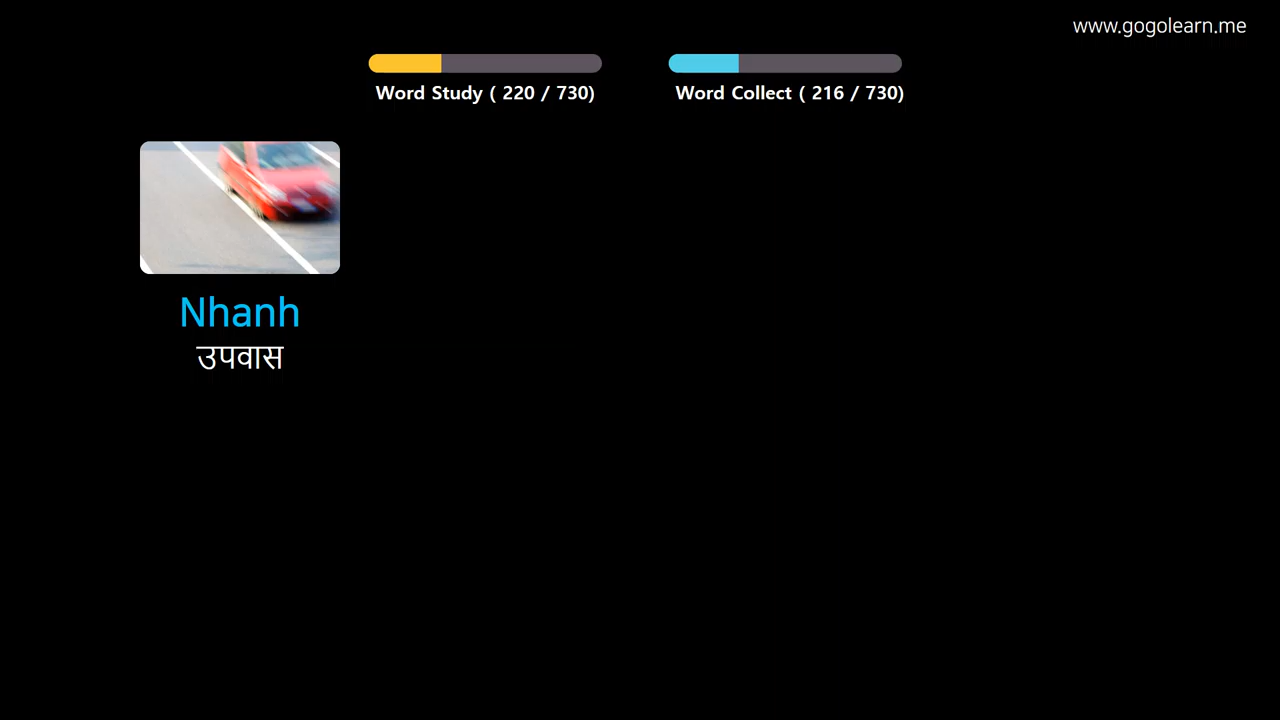 www.gogolearn.me
Word Study ( 220 / 730)
Word Collect ( 216 / 730)
Nhanh
उपवास